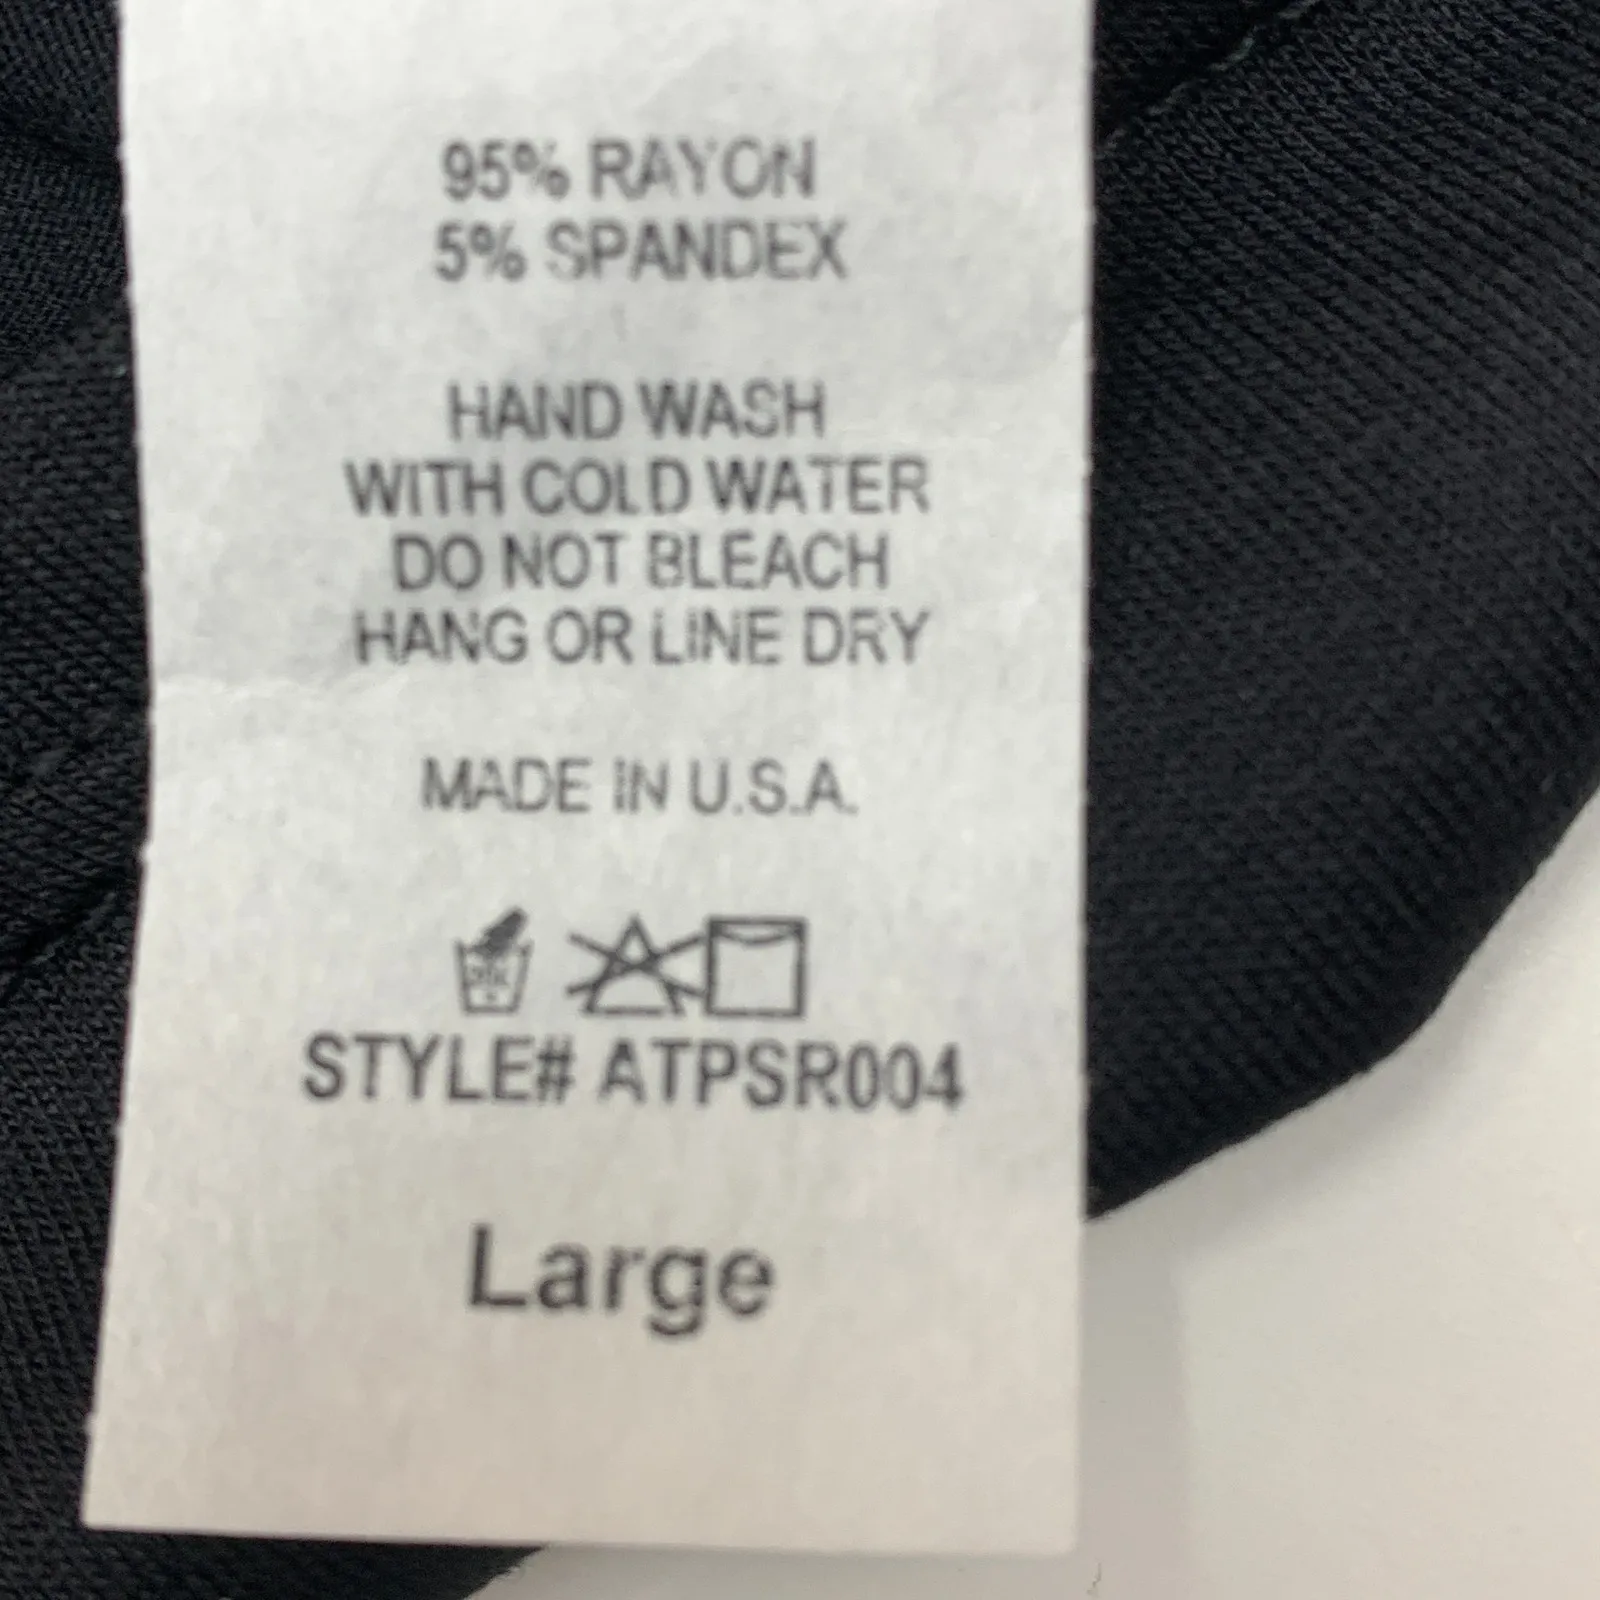 95% RAYON
5% SPANDEX
HAND WASH
WITH COLD WATER
DO NOT BLEACH
HANG OR LINE DRY
MADE IN U.S.A.
STYLE# ATPSR004
Large